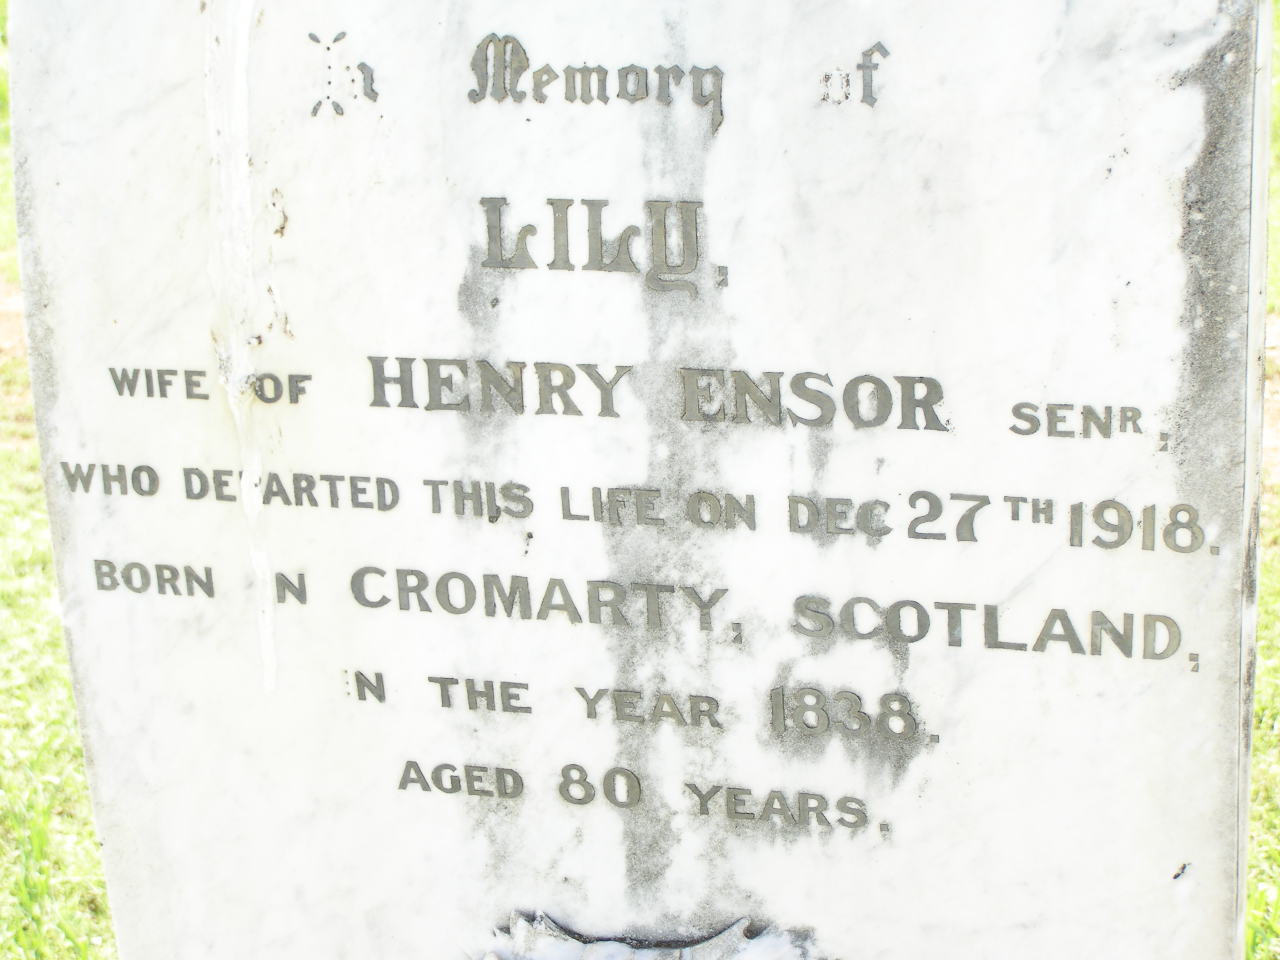 In Memory of
LILY,
WIFE OF HENRY ENSOR SENR,
WHO DEPARTED THIS LIFE ON DEC 27TH 1918.
BORN IN CROMARTY, SCOTLAND,
IN THE YEAR 1838.
AGED 80 YEARS.